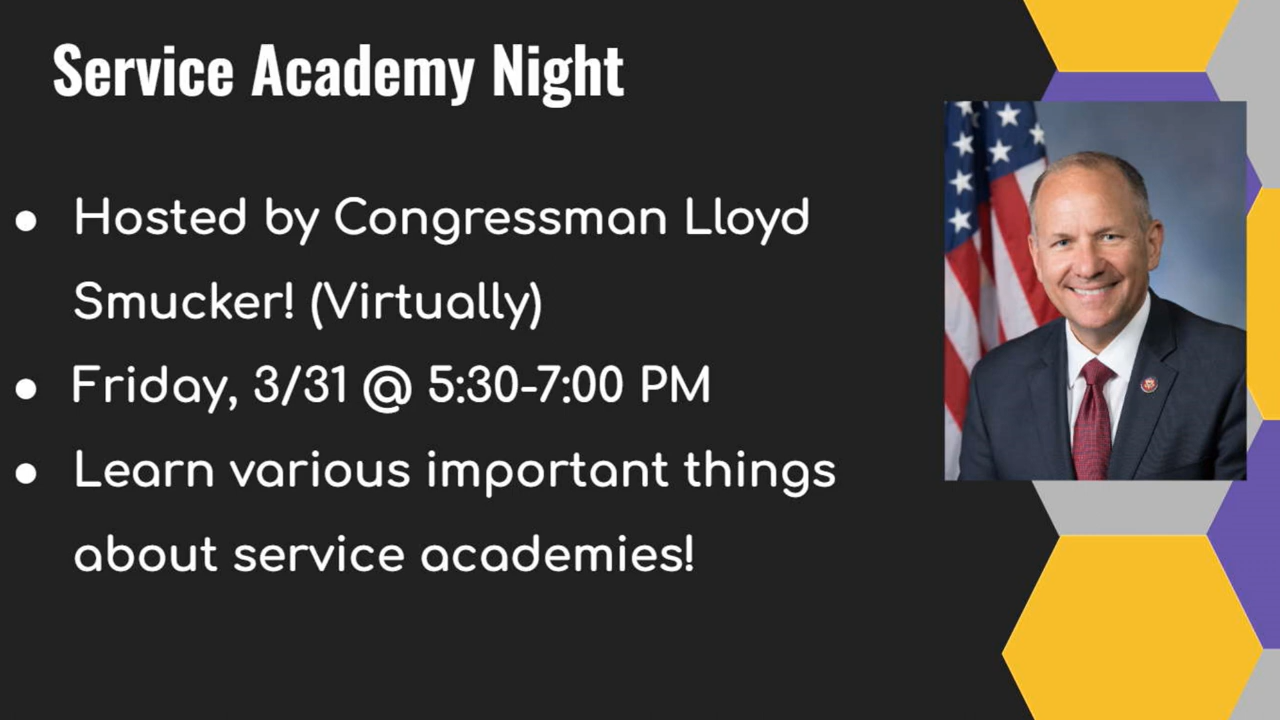 Service Academy Night
● Hosted by Congressman Lloyd
Smucker! (Virtually)
● Friday, 3/31 @ 5:30-7:00 PM
● Learn various important things
about service academies!